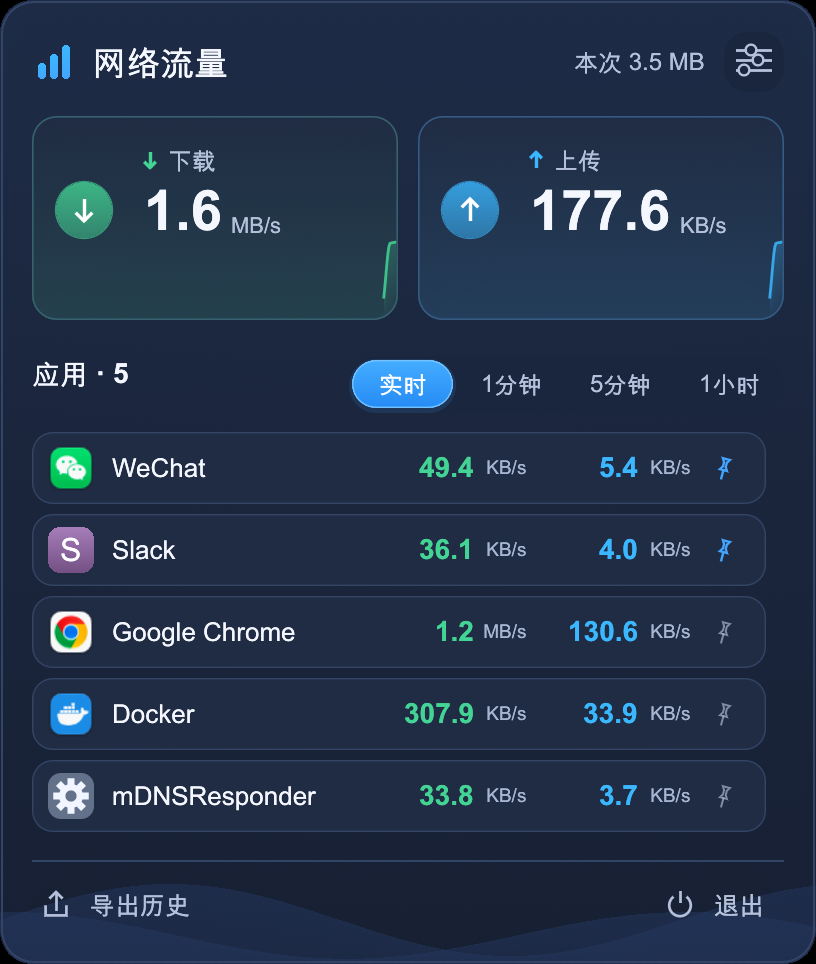 网络流量 本次 3.5 MB
下载
1.6 MB/s
上传
177.6 KB/s
应用 · 5 实时 1分钟 5分钟 1小时
WeChat 49.4 KB/s 5.4 KB/s
S Slack 36.1 KB/s 4.0 KB/s
Google Chrome 1.2 MB/s 130.6 KB/s
Docker 307.9 KB/s 33.9 KB/s
mDNSResponder 33.8 KB/s 3.7 KB/s
导出历史 退出